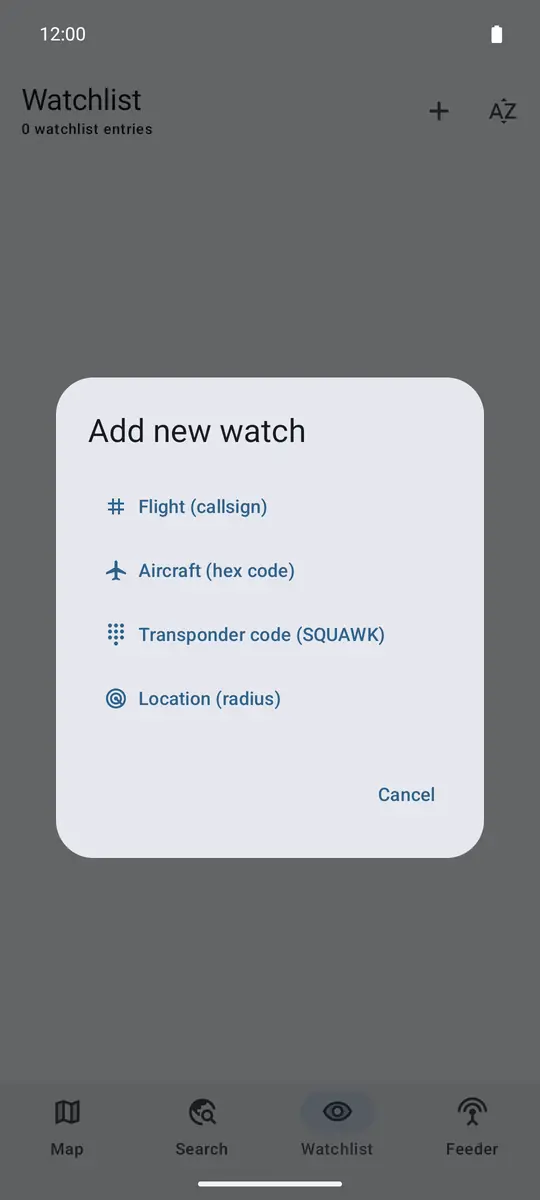 12:00
Watchlist
0 watchlist entries
AZ
Add new watch
Flight (callsign)
Aircraft (hex code)
Transponder code (SQUAWK)
Location (radius)
Cancel
Map
Search
Watchlist
Feeder